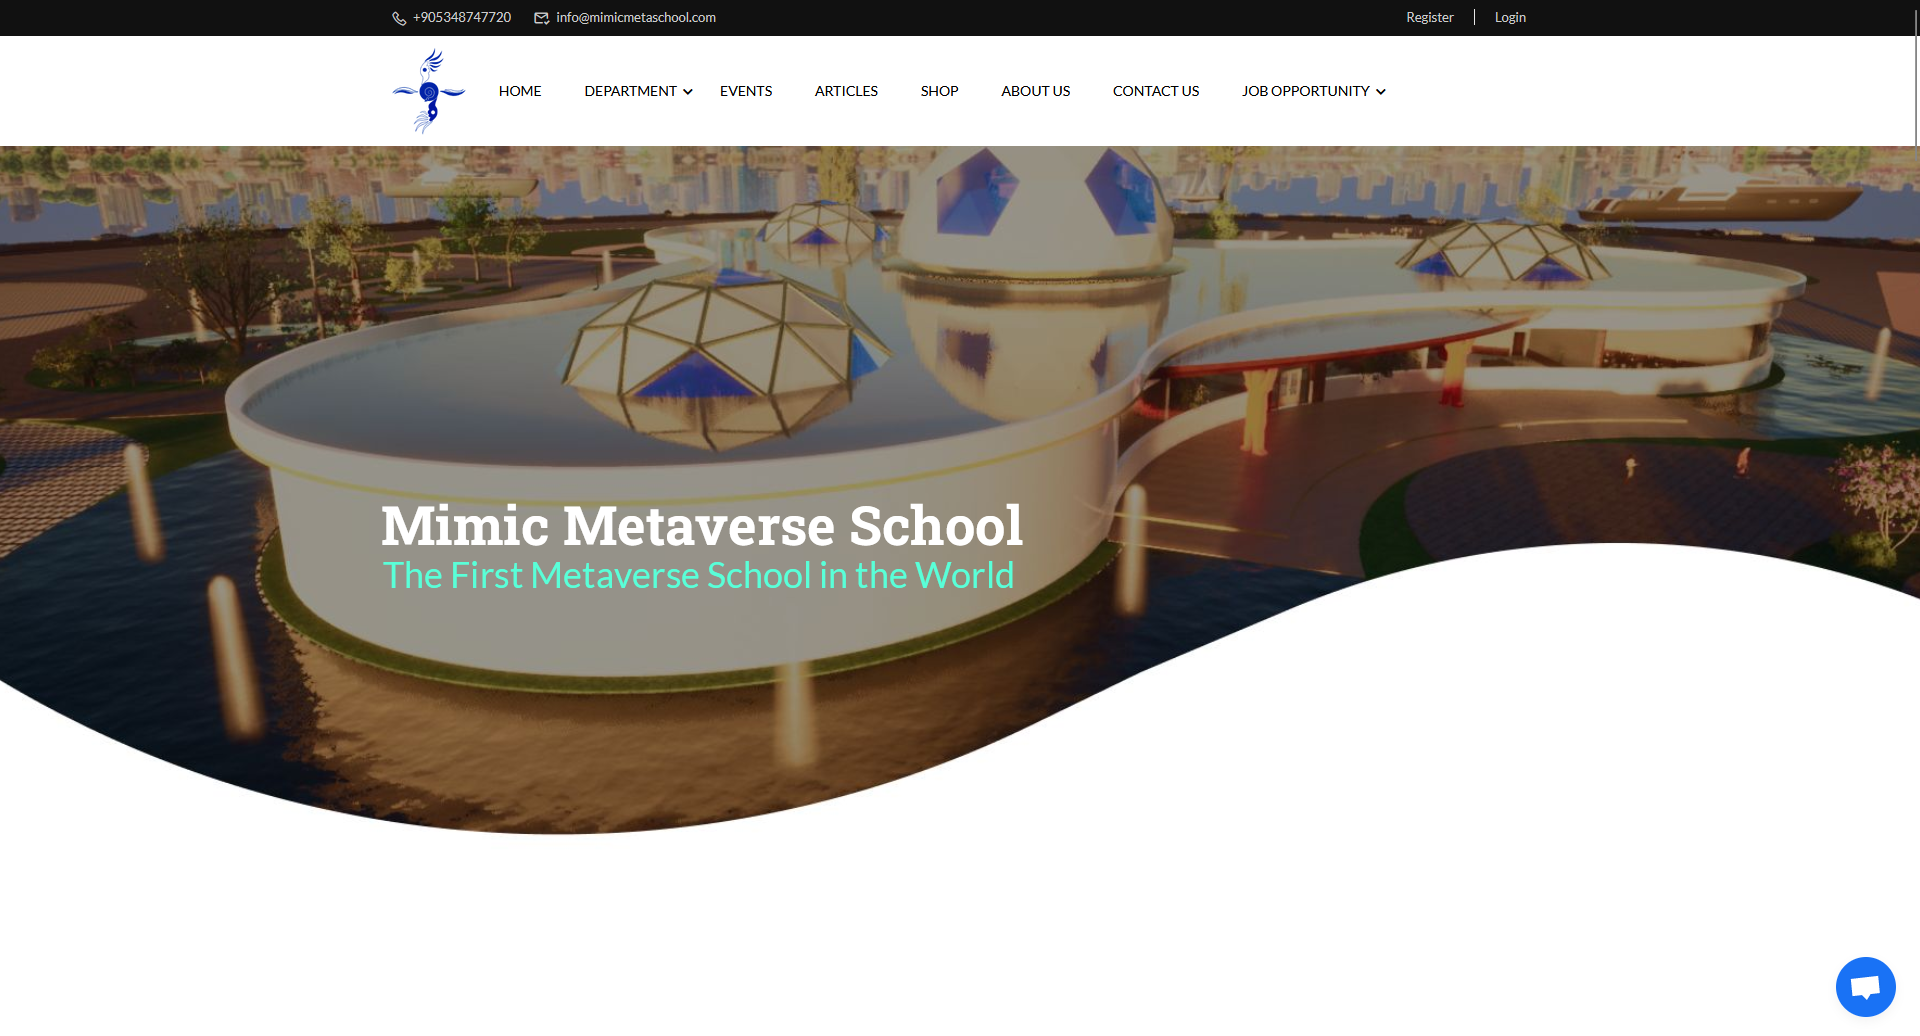 +905348747720 info@mimicmetaschool.com Register Login
HOME DEPARTMENT EVENTS ARTICLES SHOP ABOUT US CONTACT US JOB OPPORTUNITY
Mimic Metaverse School
The First Metaverse School in the World